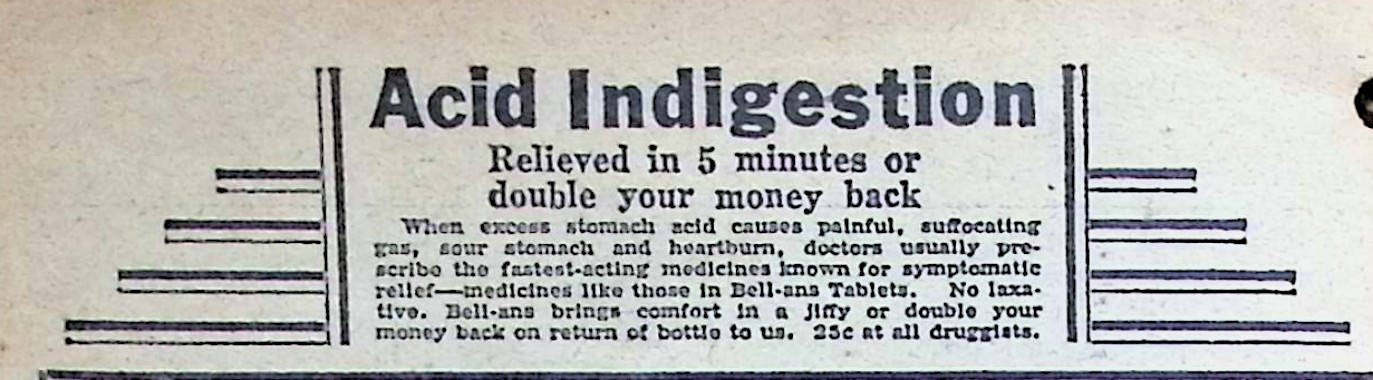 Acid Indigestion
Relieved in 5 minutes or
double your money back
When excess stomach acid causes painful, suffocating
gas, sour stomach and heartburn, doctors usually pre-
scribe the fastest-acting medicines known for symptomatic
relief—medicines like those in Bell-ans Tablets. No laxa-
tive. Bell-ans brings comfort in a jiffy or double your
money back on return of bottle to us. 25c at all druggists.